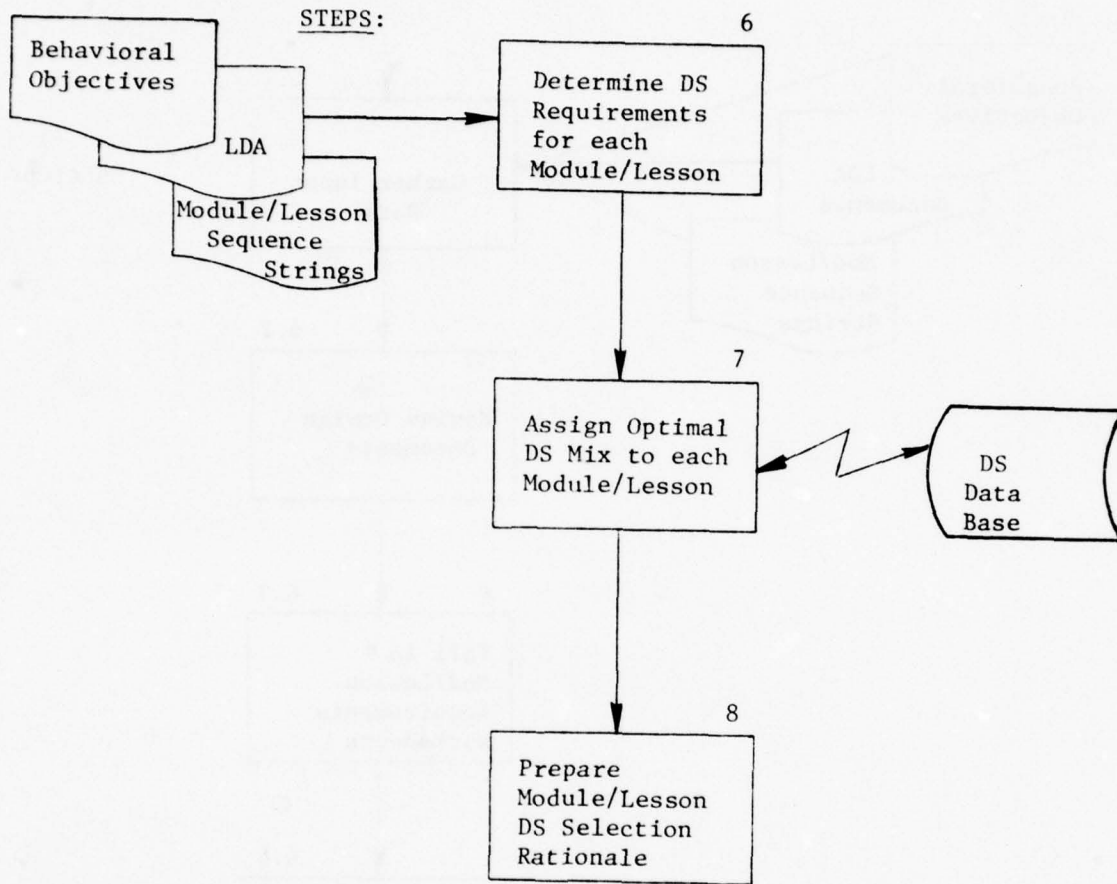 STEPS:
Behavioral
Objectives
LDA
Module/Lesson
Sequence
Strings
6
Determine DS
Requirements
for each
Module/Lesson
7
Assign Optimal
DS Mix to each
Module/Lesson
DS
Data
Base
8
Prepare
Module/Lesson
DS Selection
Rationale